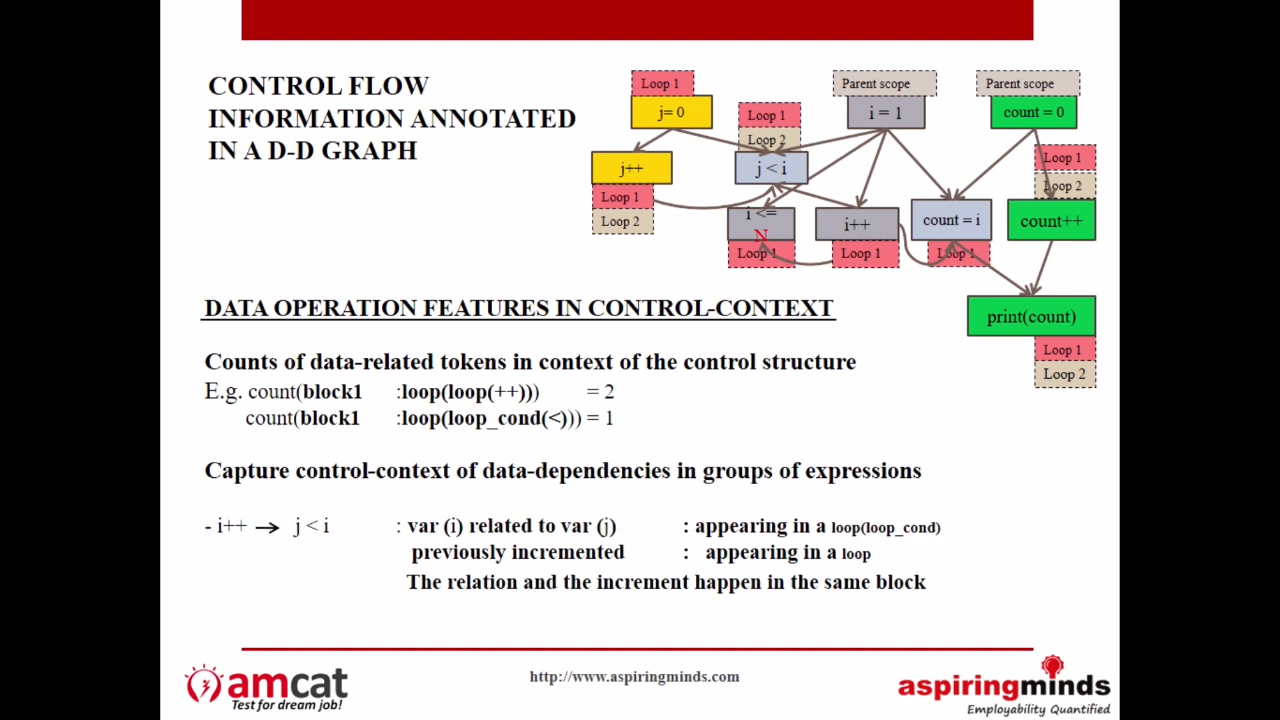 CONTROL FLOW
INFORMATION ANNOTATED
IN A D-D GRAPH
Loop 1
j= 0
Loop 1
Loop 2
j < i
Parent scope
i = 1
Parent scope
count = 0
j++
Loop 1
Loop 2
i <=
N
Loop 1
i++
Loop 1
count = i
Loop 1
Loop 1
Loop 2
count++
print(count)
Loop 1
Loop 2
DATA OPERATION FEATURES IN CONTROL-CONTEXT
Counts of data-related tokens in context of the control structure
E.g. count(block1 :loop(loop(++))) = 2
count(block1 :loop(loop_cond(<))) = 1
Capture control-context of data-dependencies in groups of expressions
- i++ → j < i : var (i) related to var (j) : appearing in a loop(loop_cond)
previously incremented : appearing in a loop
The relation and the increment happen in the same block
amcat
Test for dream job!
http://www.aspiringminds.com
aspiringminds
Employability Quantified